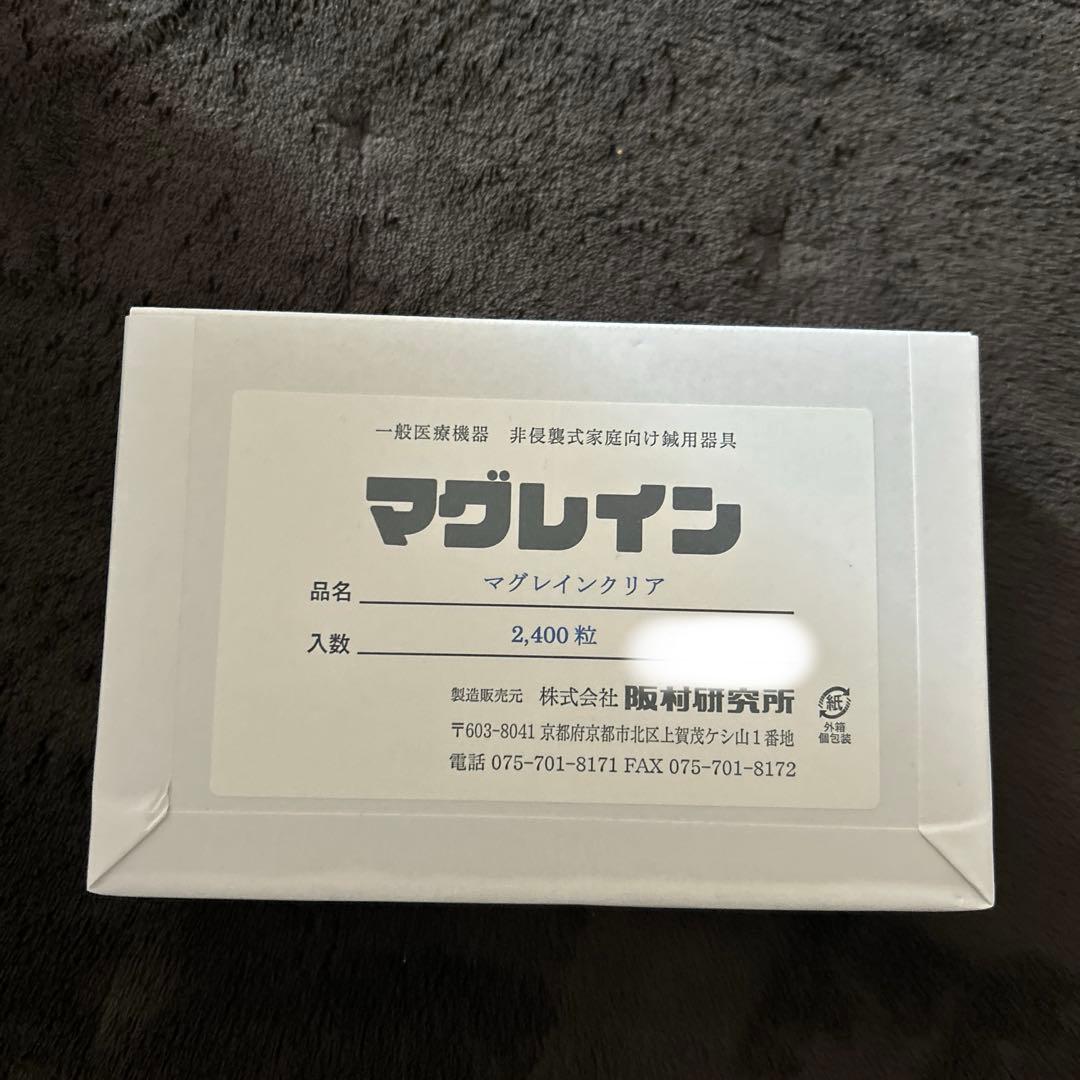 一般医療機器　非侵襲式家庭向け鍼用器具
マグレイン
品名 マグレインクリア
入数 2,400 粒
製造販売元 株式会社 阪村研究所
〒603-8041 京都府京都市北区上賀茂ケシ山1番地
電話 075-701-8171 FAX 075-701-8172
紙
外箱
個包装